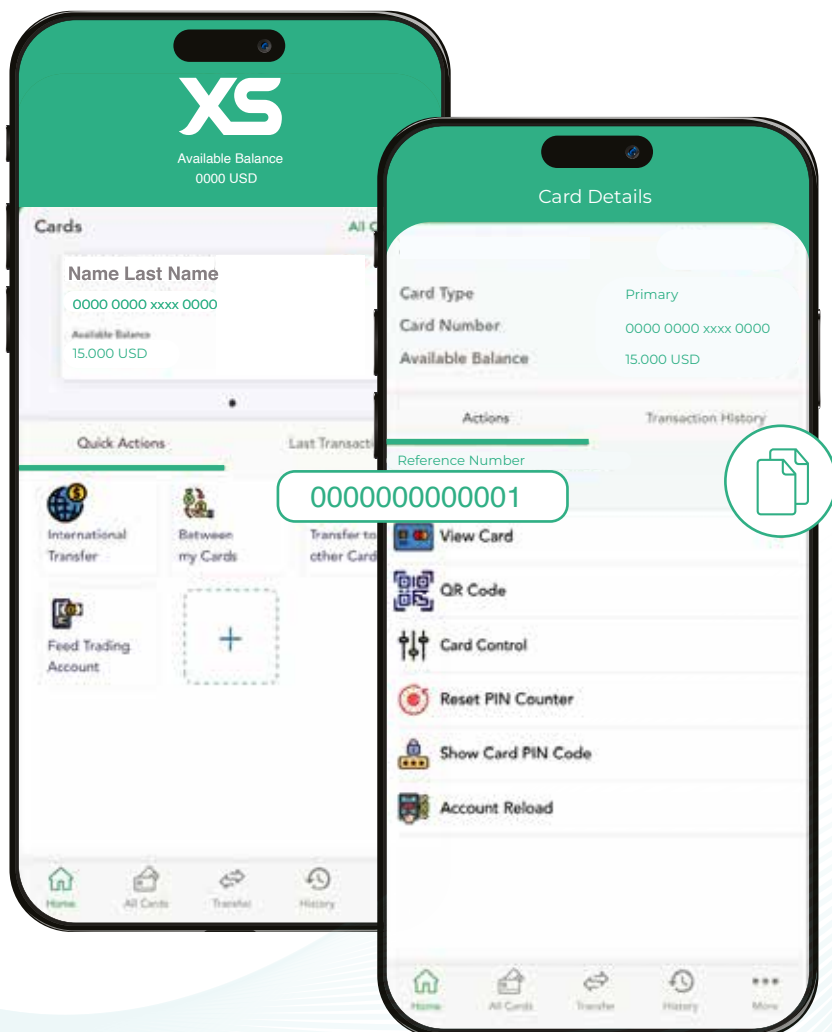 XS
Available Balance
0000 USD
Cards
All
Name Last Name
0000 0000 xxxx 0000
Available Balance
15.000 USD
Quick Actions
Last
International
Transfer
Between
my Cards
Transfer to
other Card
Feed Trading
Account
+
Home
All Cards
Transfer
History
Card Details
Card Type
Primary
Card Number
0000 0000 xxxx 0000
Available Balance
15.000 USD
Actions
Transaction History
Reference Number
0000000000001
View Card
QR Code
Card Control
Reset PIN Counter
Show Card PIN Code
Account Reload
Home
All Cards
Transfer
History
More